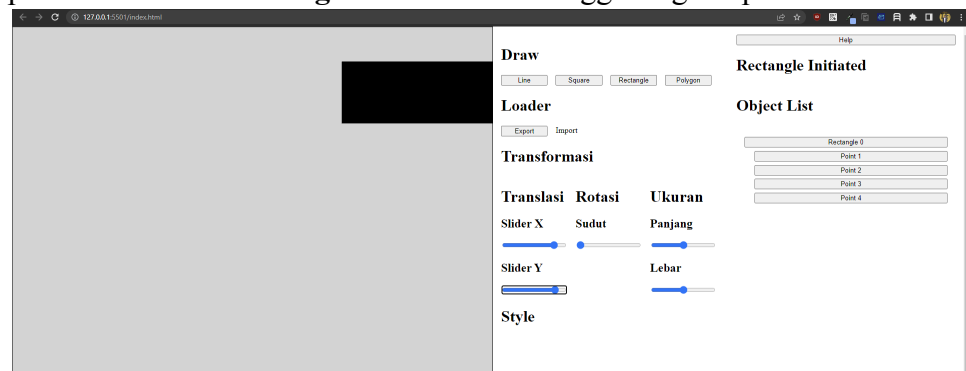 127.0.0.1:5501/index.html
Draw
Line Square Rectangle Polygon
Loader
Export Import
Transformasi
Translasi Rotasi Ukuran
Slider X Sudut Panjang
Slider Y Lebar
Style
Help
Rectangle Initiated
Object List
Rectangle 0
Point 1
Point 2
Point 3
Point 4